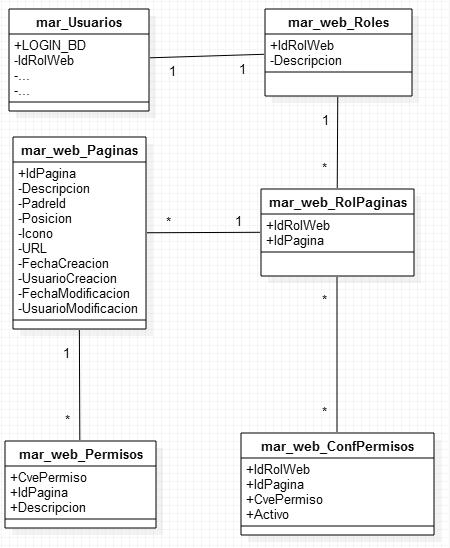 mar_Usuarios
+LOGIN_BD
-IdRolWeb
-...
-...
mar_web_Roles
+IdRolWeb
-Descripcion
1
1
1
*
mar_web_Paginas
+IdPagina
-Descripcion
-PadreId
-Posicion
-Icono
-URL
-FechaCreacion
-UsuarioCreacion
-FechaModificacion
-UsuarioModificacion
*
1
mar_web_RolPaginas
+IdRolWeb
+IdPagina
1
*
*
*
mar_web_Permisos
+CvePermiso
+IdPagina
+Descripcion
mar_web_ConfPermisos
+IdRolWeb
+IdPagina
+CvePermiso
+Activo